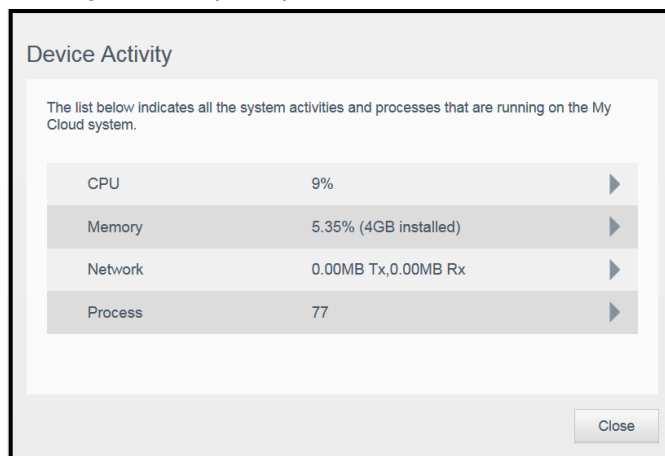 Device Activity
The list below indicates all the system activities and processes that are running on the My
Cloud system.
CPU 9%
Memory 5.35% (4GB installed)
Network 0.00MB Tx,0.00MB Rx
Process 77
Close